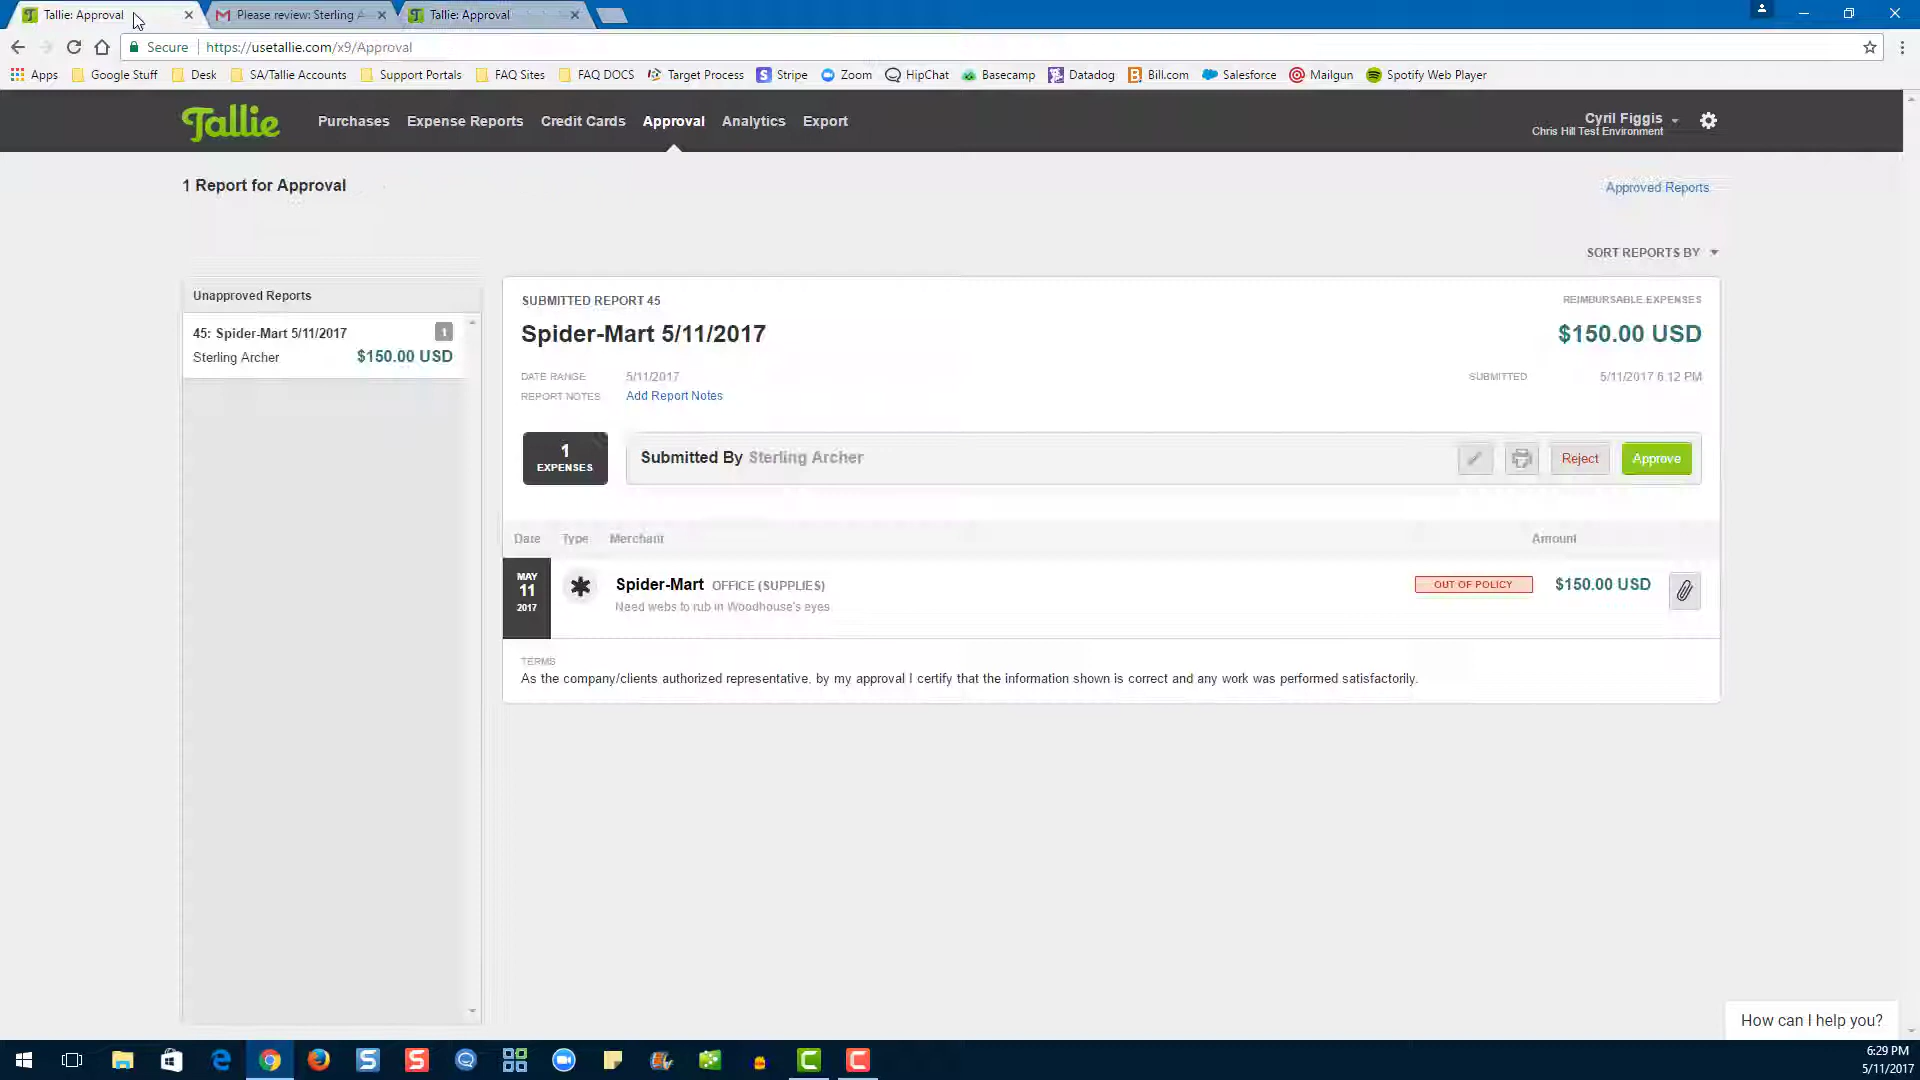 Tallie: Approval
Please review: Sterling A
Tallie: Approval
Secure
https://usetallie.com/x9/Approval
Apps
Google Stuff
Desk
SA/Tallie Accounts
Support Portals
FAQ Sites
FAQ DOCS
Target Process
Stripe
Zoom
HipChat
Basecamp
Datadog
Bill.com
Salesforce
Mailgun
Spotify Web Player
Tallie
Purchases
Expense Reports
Credit Cards
Approval
Analytics
Export
Cyril Figgis
Chris Hill Test Environment
1 Report for Approval
Approved Reports
SORT REPORTS BY
Unapproved Reports
45: Spider-Mart 5/11/2017
1
Sterling Archer
$150.00 USD
SUBMITTED REPORT 45
REIMBURSABLE EXPENSES
Spider-Mart 5/11/2017
$150.00 USD
DATE RANGE
5/11/2017
SUBMITTED
5/11/2017 6:12 PM
REPORT NOTES
Add Report Notes
1
EXPENSES
Submitted By Sterling Archer
Reject
Approve
Date
Type
Merchant
Amount
MAY
11
2017
Spider-Mart OFFICE (SUPPLIES)
Need webs to rub in Woodhouse's eyes
OUT OF POLICY
$150.00 USD
TERMS
As the company/clients authorized representative, by my approval I certify that the information shown is correct and any work was performed satisfactorily.
How can I help you?
6:29 PM
5/11/2017